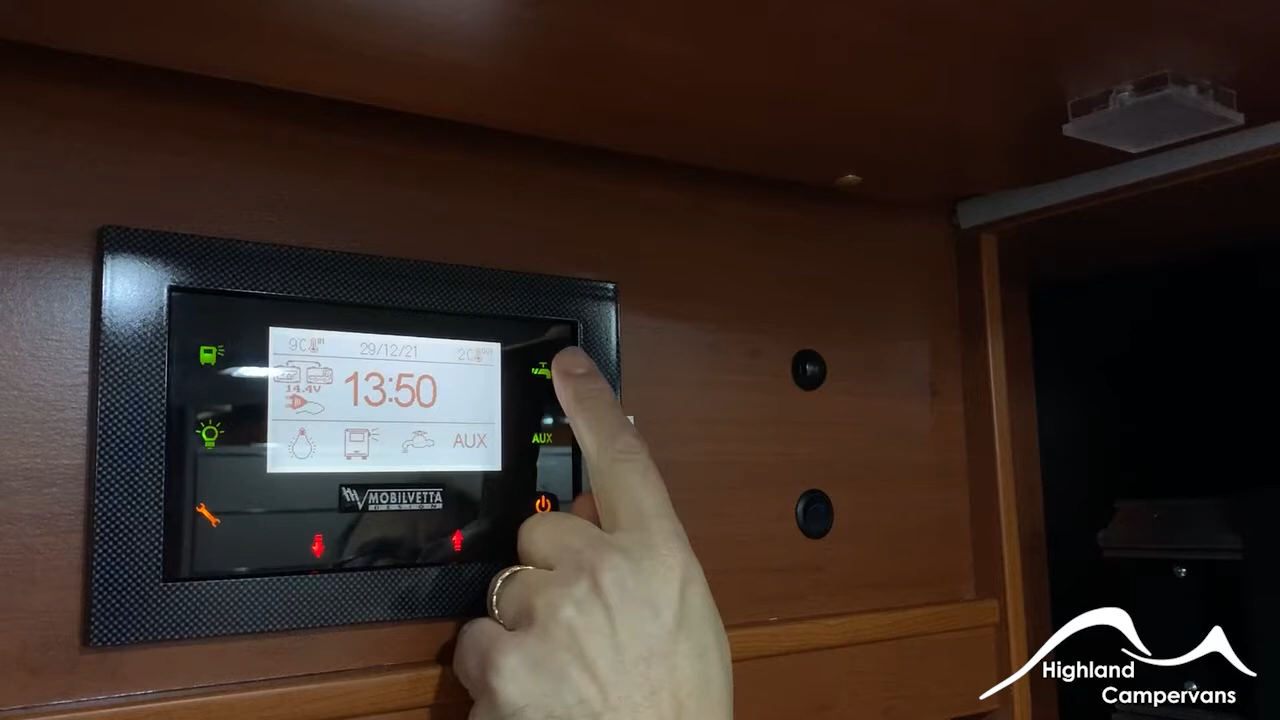 9C
29/12/21
2C
14.4V
13:50
AUX
AUX
MOBILVETTA
DESIGN
Highland
Campervans